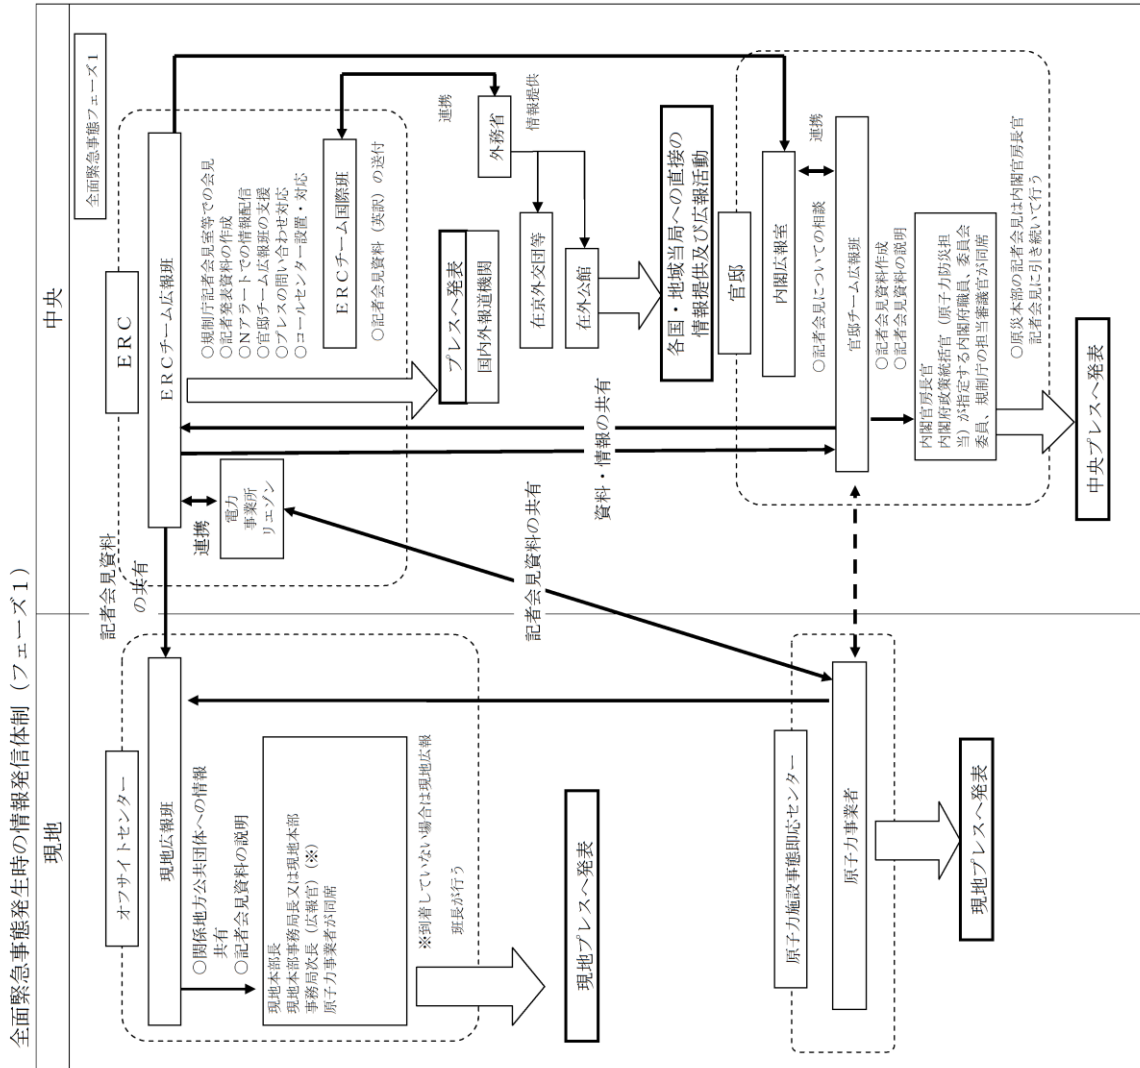 全面緊急事態発生時の情報発信体制（フェーズ１）
現地
中央
全面緊急事態フェーズ１
オフサイトセンター
現地広報班
○関係地方公共団体への情報
共有
○記者会見資料の説明
現地本部長
現地本部事務局長又は現地本部
事務局次長（広報官）（※）
原子力事業者が同席
※到着していない場合は現地広報
班長が行う
現地プレスへ発表
原子力施設事態即応センター
原子力事業者
現地プレスへ発表
記者会見資料
の共有
ＥＲＣ
ＥＲＣチーム広報班
○規制庁記者会見室等での会見
○記者発表資料の作成
○Ｎアラートでの情報配信
○官邸チーム広報班の支援
○プレスの問い合わせ対応
○コールセンター設置・対応
連携
電力
事業所
リエゾン
ＥＲＣチーム国際班
○記者会見資料（英訳）の送付
プレスへ発表
国内外報道機関
連携
外務省
情報提供
在京外交団等
在外公館
各国・地域当局への直接の
情報提供及び広報活動
記者会見資料の共有
資料・情報の共有
官邸
内閣広報室
○記者会見についての相談
連携
官邸チーム広報班
○記者会見資料作成
○記者会見資料の説明
内閣官房長官
内閣府政策統括官（原子力防災担
当）が指定する内閣府職員、委員会
委員、規制庁の担当審議官が同席
○原災本部の記者会見は内閣官房長官
記者会見に引き続いて行う
中央プレスへ発表